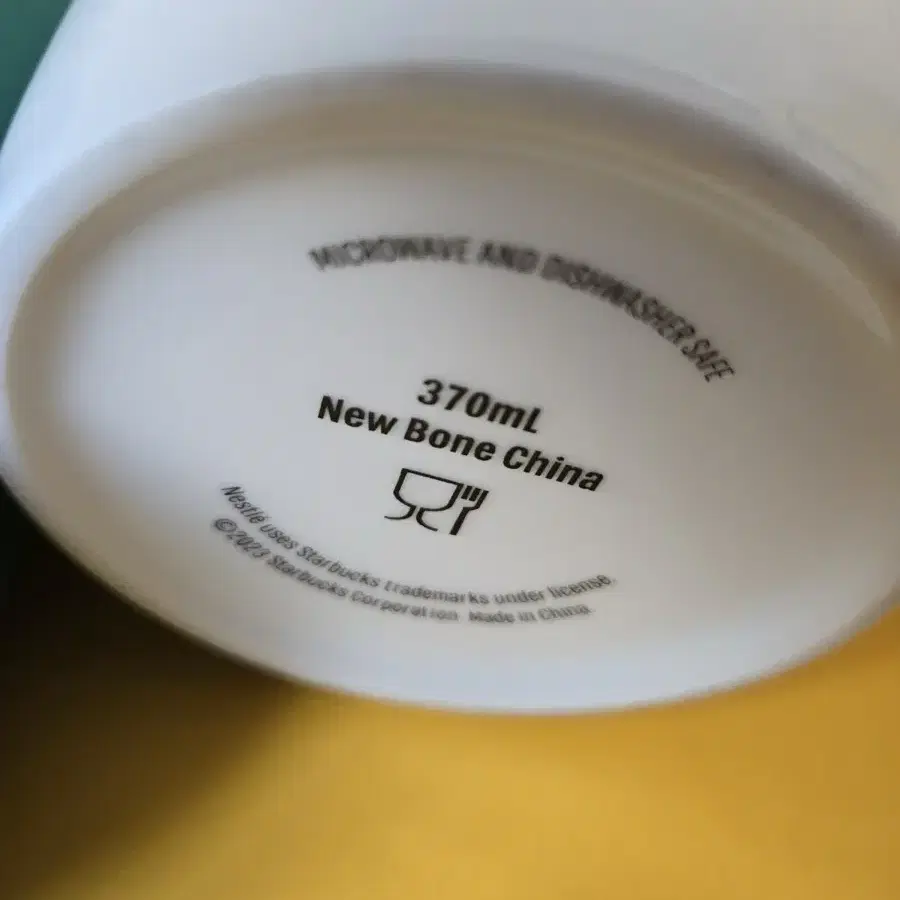 MICROWAVE AND DISHWASHER SAFE
370mL
New Bone China
Nestlé uses Starbucks trademarks under license.
©2023 Starbucks Corporation Made in China